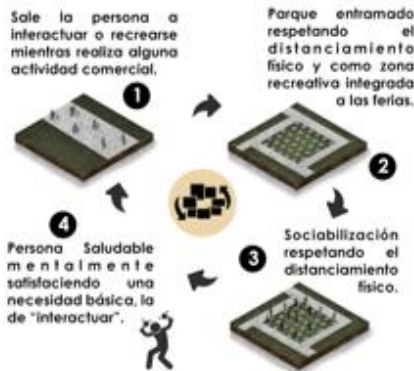 Sale la persona a
interactuar o recrearse
mientras realiza alguna
actividad comercial.
1
Parque entramado
respetando el
distanciamiento
físico y como zona
recreativa integrada
a las ferias.
2
Sociabilización
respetando el
distanciamiento
físico.
3
4
Persona Saludable
mentalmente
satisfaciendo una
necesidad básica, la
de "interactuar".